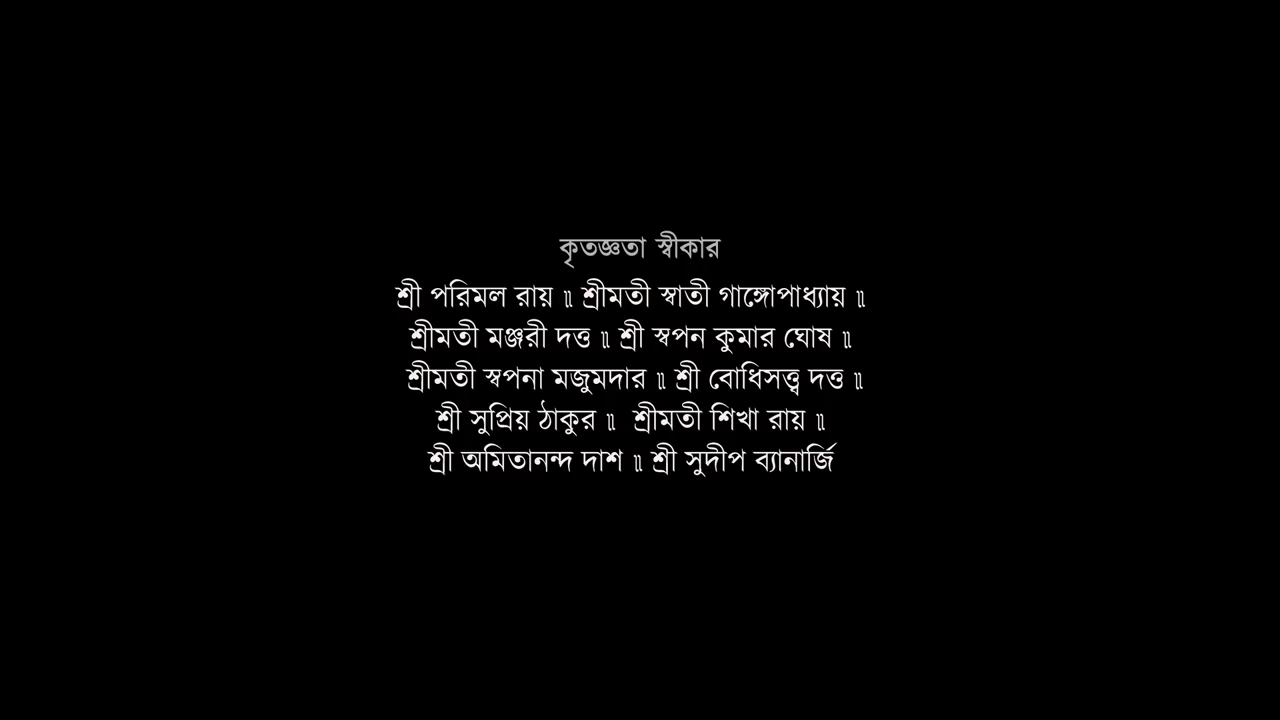 কৃতজ্ঞতা স্বীকার
শ্রী পরিমল রায় ॥ শ্রীমতী স্বাতী গাঙ্গোপাধ্যায় ॥
শ্রীমতী মঞ্জরী দত্ত ॥ শ্রী স্বপন কুমার ঘোষ ॥
শ্রীমতী স্বপনা মজুমদার ॥ শ্রী বোধিসত্ত্ব দত্ত ॥
শ্রী সুপ্রিয় ঠাকুর ॥ শ্রীমতী শিখা রায় ॥
শ্রী অমিতানন্দ দাশ ॥ শ্রী সুদীপ ব্যানার্জি